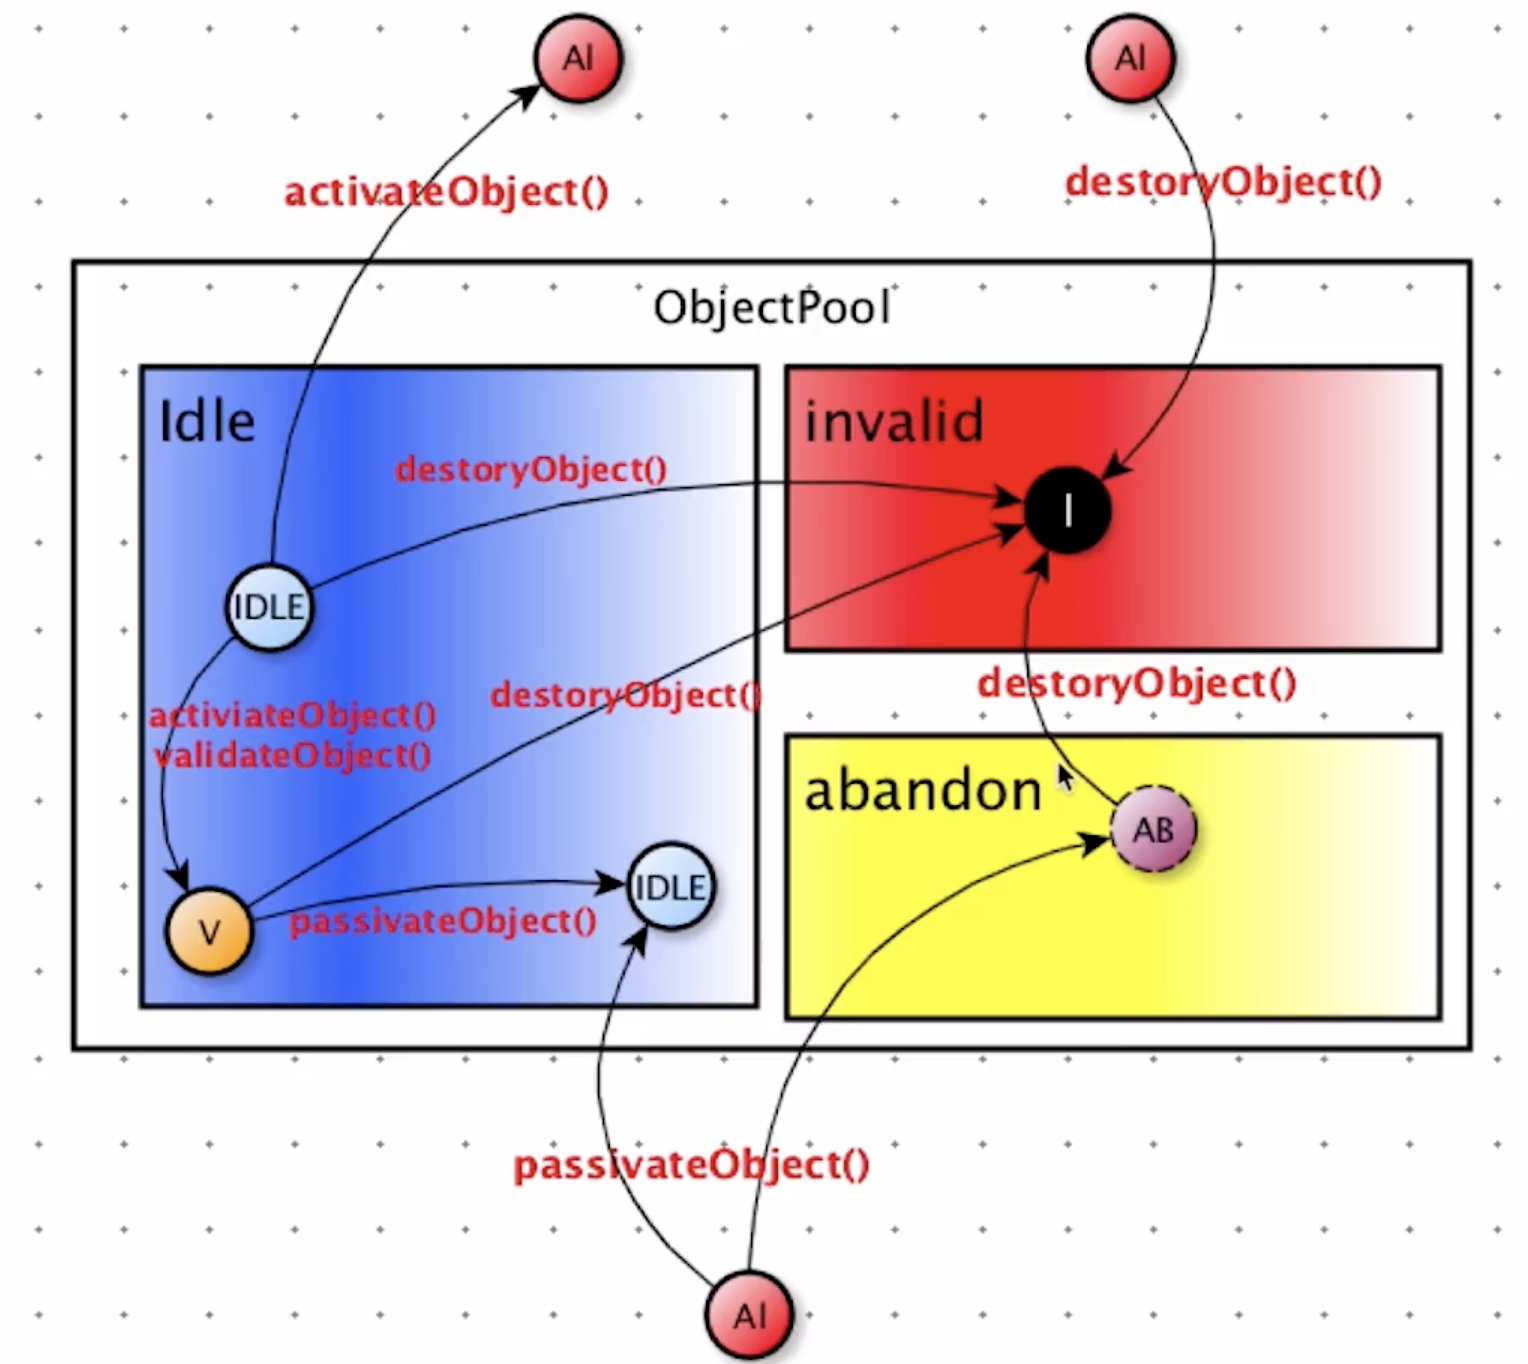 AI
AI
activateObject()
destoryObject()
ObjectPool
Idle
invalid
destoryObject()
I
IDLE
destoryObject()
destoryObject()
activiateObject()
validateObject()
abandon
AB
IDLE
V
passivateObject()
passivateObject()
AI